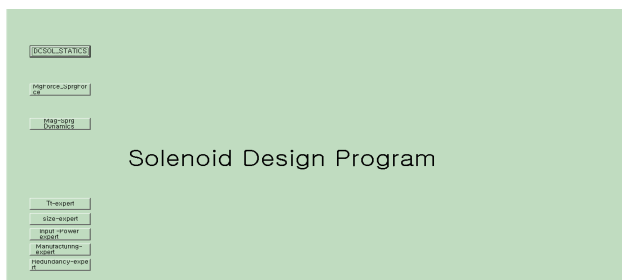 DCSOL_STATICS
MgForce_SprgFor
ce
Mag-Sprg
Dynamics
Solenoid Design Program
Tt-expert
size-expert
Input -Power
expert
Manufacturing-
expert
Redundancy-expe
rt